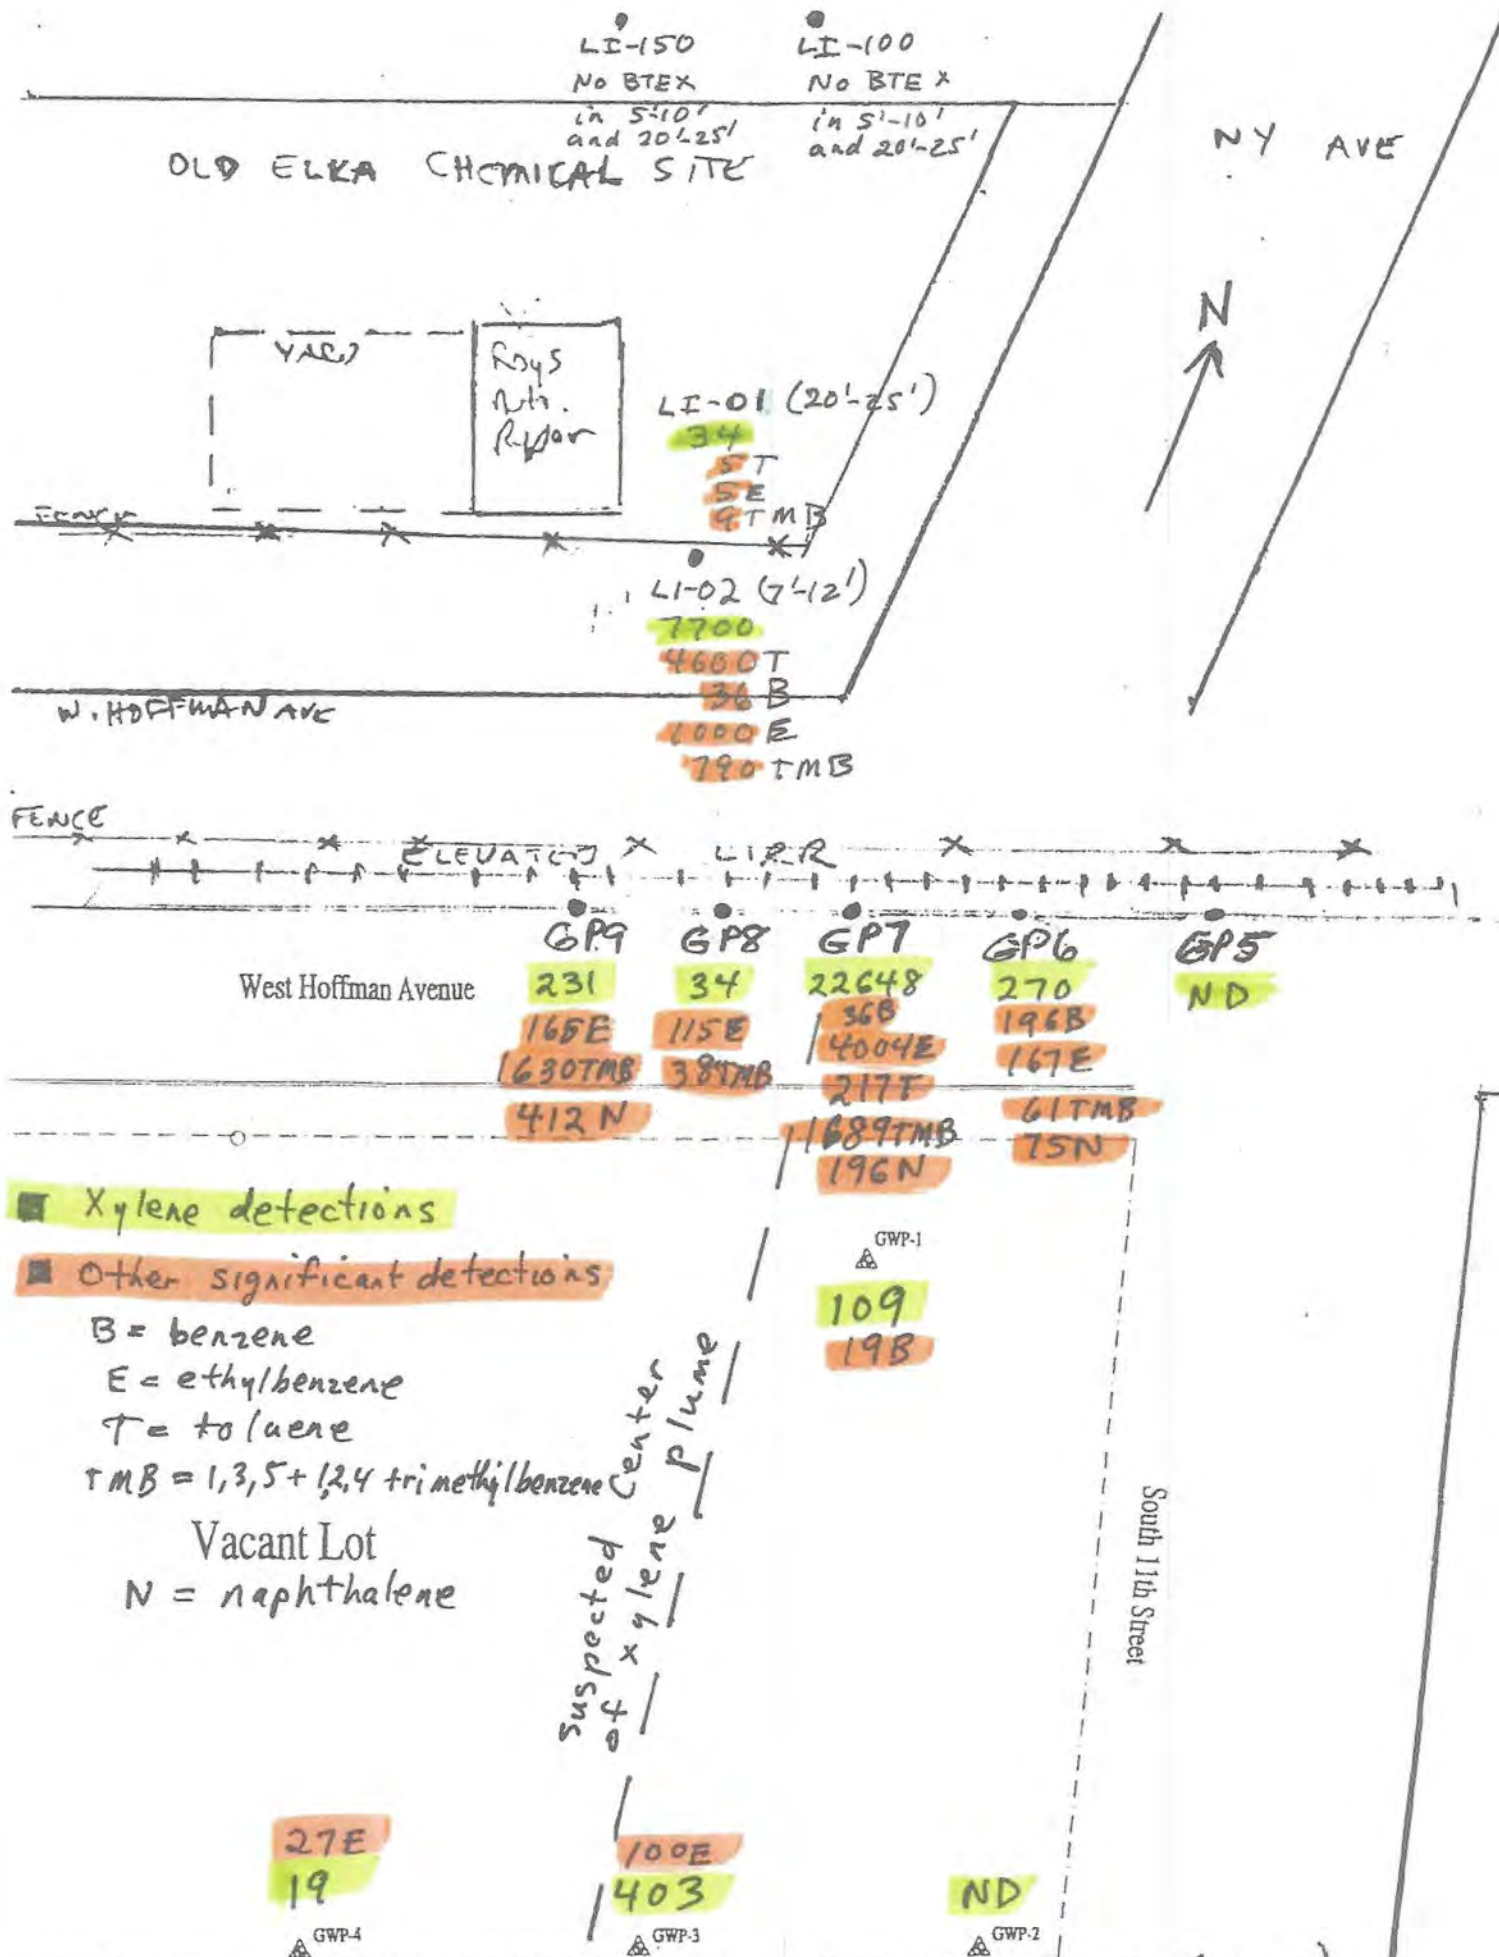 LI-150
NO BTEX
in 5'-10'
and 20'-25'
LI-100
NO BTEX
in 5'-10'
and 20'-25'
NY AVE
OLD ELKA CHEMICAL SITE
N
YARD
Roys
Auto.
LI-01 (20'-25')
34
5 T
5 E
9 TMB
LI-02 (7'-12')
7700
4600 T
36 B
1000 E
790 TMB
W. HOFFMAN AVE
FENCE
ELEVATED LIRR
GP9
231
165E
1630TMB
412 N
GP8
34
115E
38TMB
GP7
22648
36B
4004E
217T
1689TMB
196N
GP6
270
196B
167E
61TMB
75N
GP5
ND
West Hoffman Avenue
Xylene detections
Other significant detections
B = benzene
E = ethylbenzene
T = toluene
TMB = 1,3,5 + 1,2,4 trimethylbenzene
Vacant Lot
N = naphthalene
GWP-1
109
19B
Suspected center
of xylene plume
South 11th Street
27E
19
GWP-4
100E
403
GWP-3
ND
GWP-2